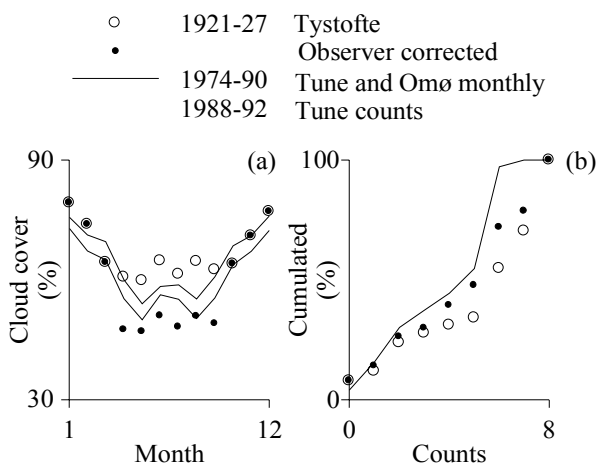 1921-27 Tystofte
Observer corrected
1974-90 Tune and Omø monthly
1988-92 Tune counts
90
(a)
Cloud cover
(%)
30
1
12
Month
100
(b)
Cumulated
(%)
0
0
8
Counts